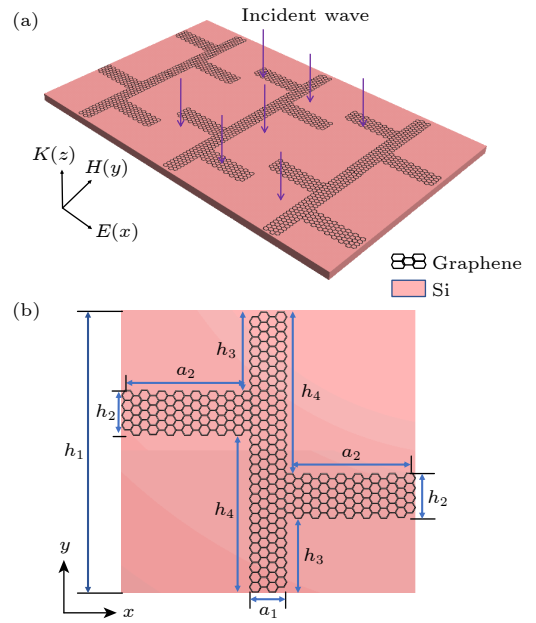 (a)
Incident wave
K(z)
H(y)
E(x)
Graphene
Si
(b)
h₃
a₂
h₄
h₂
h₁
a₂
h₄
h₂
y
h₃
x
a₁